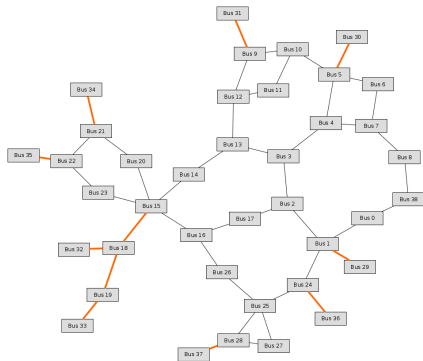 Bus 31
Bus 30
Bus 9
Bus 10
Bus 5
Bus 6
Bus 34
Bus 11
Bus 12
Bus 21
Bus 4
Bus 7
Bus 13
Bus 35
Bus 22
Bus 20
Bus 3
Bus 8
Bus 14
Bus 23
Bus 38
Bus 15
Bus 2
Bus 17
Bus 0
Bus 16
Bus 32
Bus 18
Bus 1
Bus 29
Bus 26
Bus 24
Bus 19
Bus 25
Bus 33
Bus 36
Bus 28
Bus 27
Bus 37